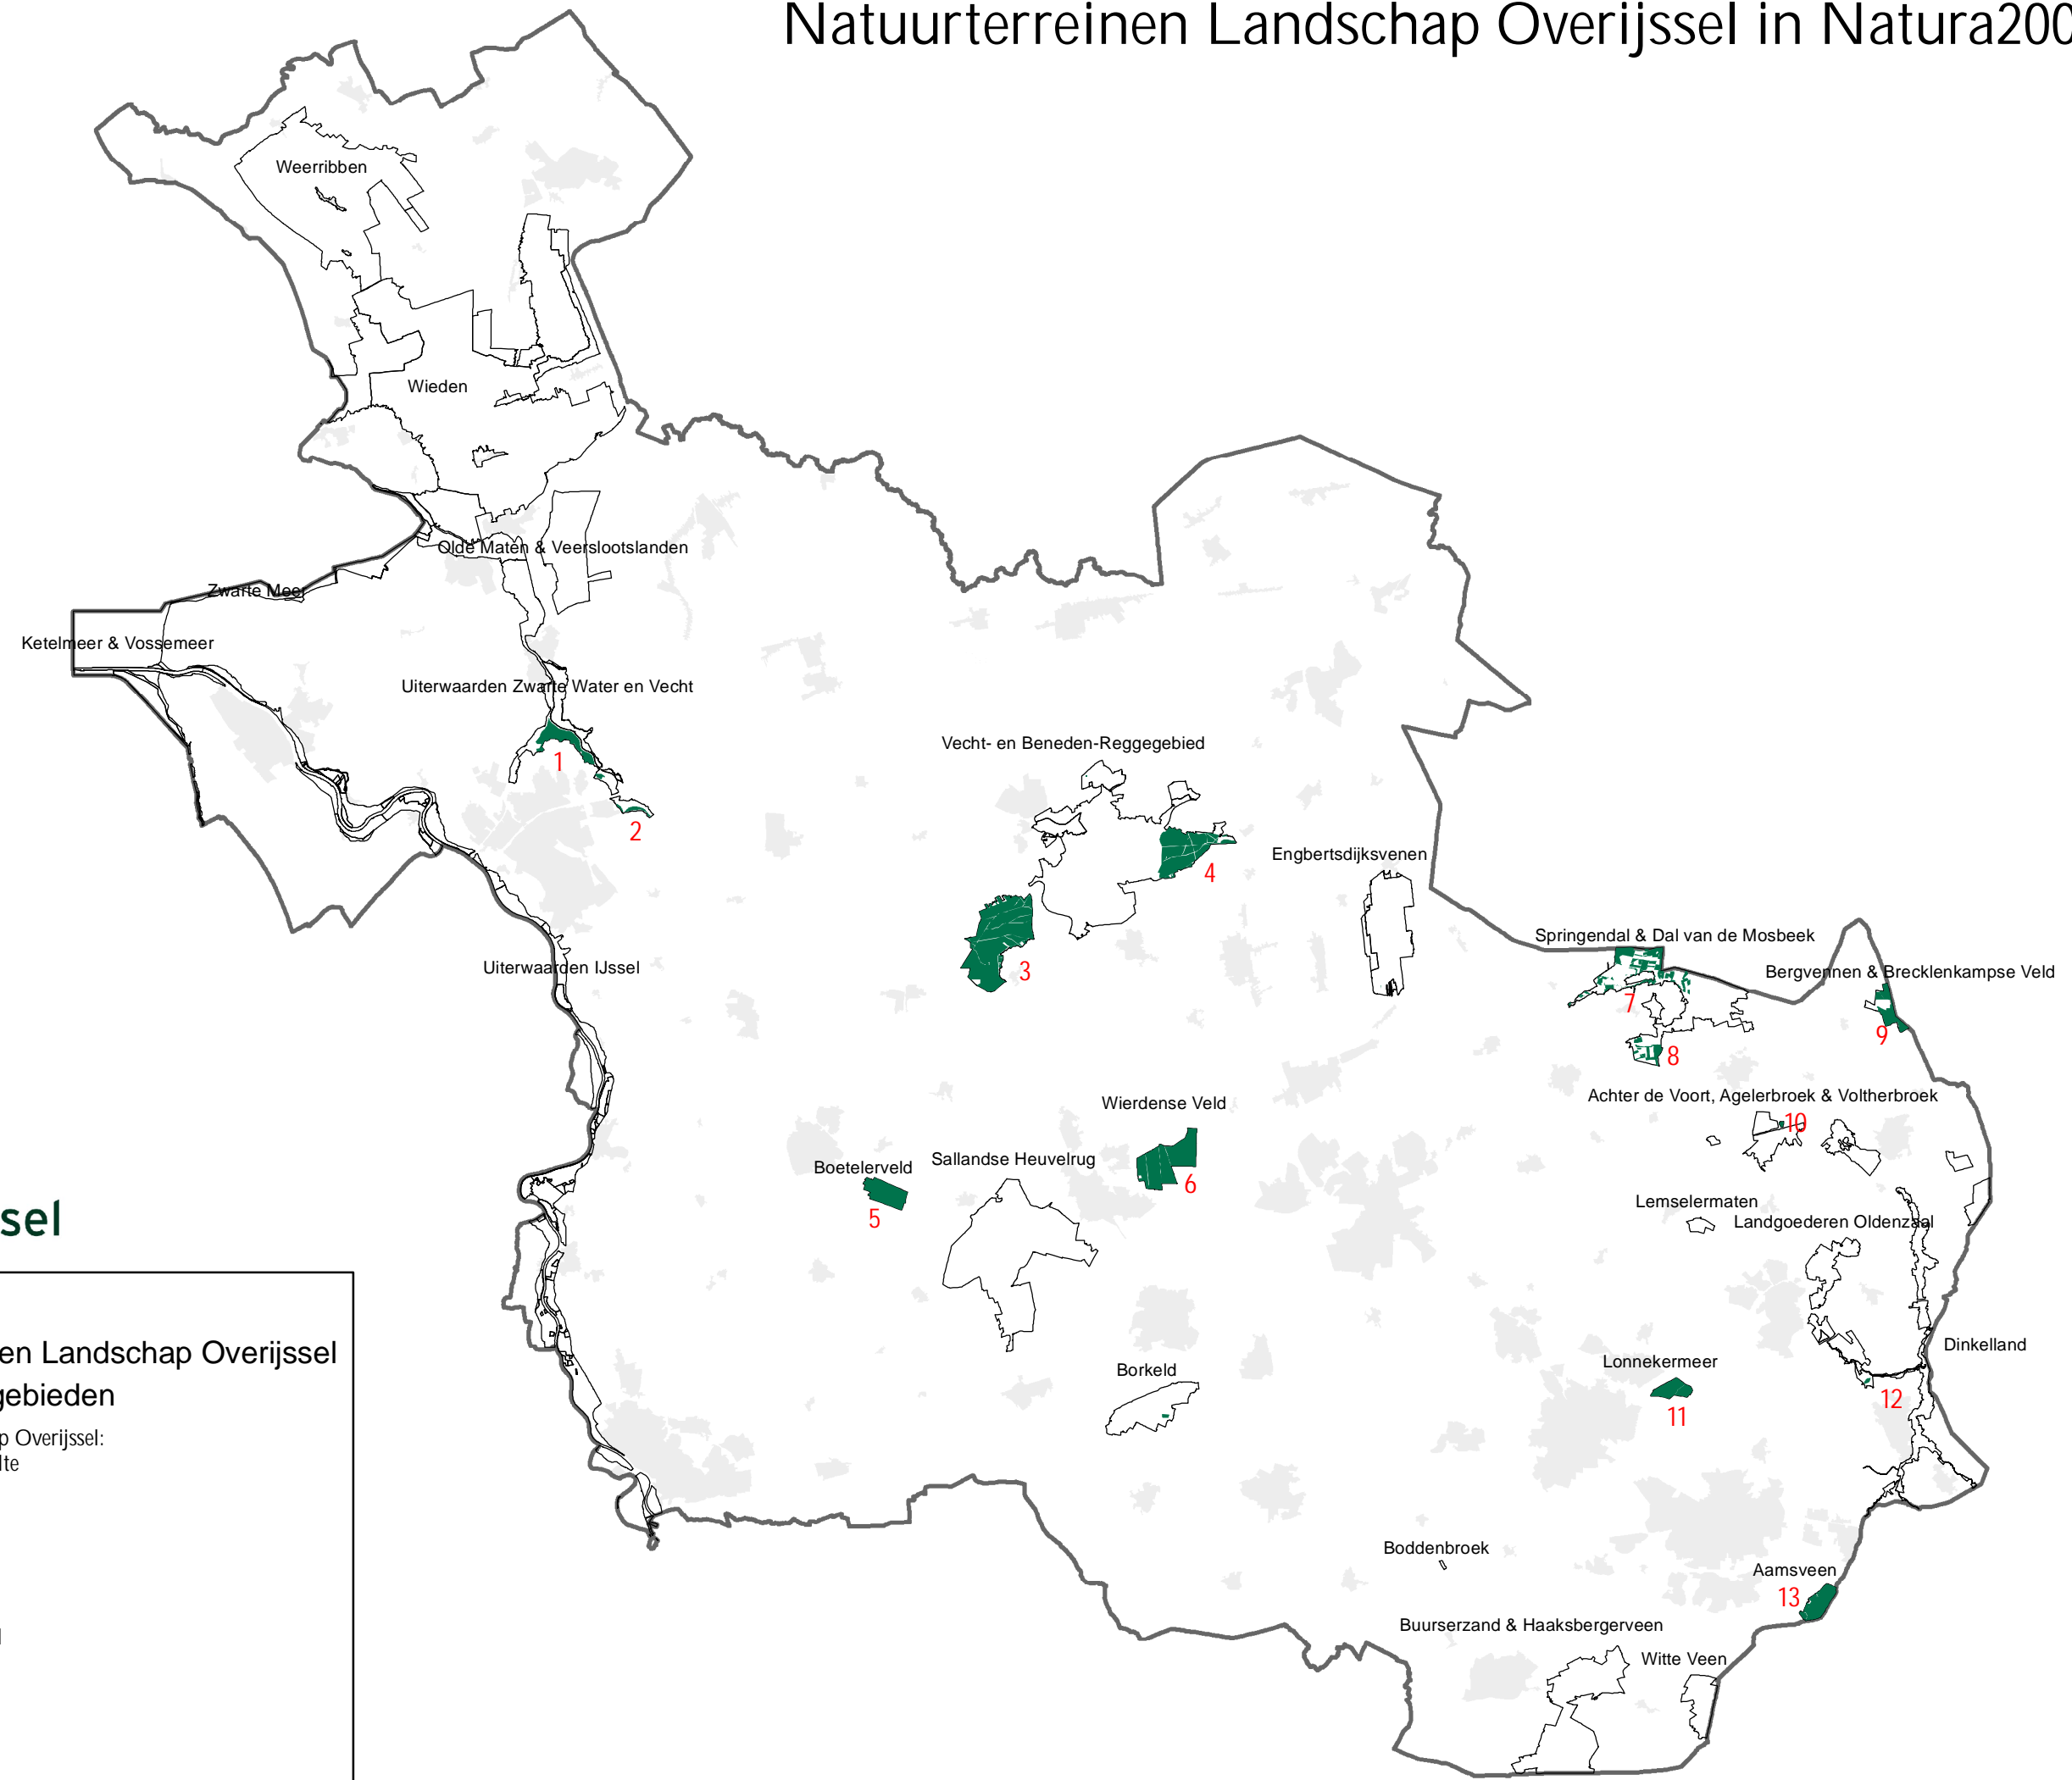 Natuurterreinen Landschap Overijssel in Natura200
Weerribben
Wieden
Olde Maten & Veerslootslanden
Zwarte Meer
Ketelmeer & Vossemeer
Uiterwaarden Zwarte Water en Vecht
1
2
Vecht- en Beneden-Reggegebied
4
3
Engbertsdijksvenen
Springendal & Dal van de Mosbeek
7
8
Bergvennen & Brecklenkampse Veld
9
Uiterwaarden IJssel
Achter de Voort, Agelerbroek & Voltherbroek
10
Wierdense Veld
6
Sallandse Heuvelrug
Boetelerveld
5
Lemselermaten
Landgoederen Oldenzaal
Dinkelland
12
Lonnekermeer
11
Borkeld
Boddenbroek
Aamsveen
13
Buurserzand & Haaksbergerveen
Witte Veen
sel
en Landschap Overijssel
gebieden
p Overijssel:
lte